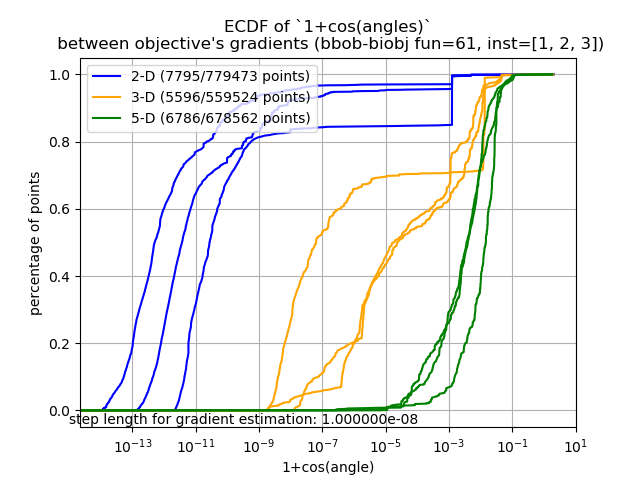 ECDF of `1+cos(angles)`
between objective's gradients (bbob-biobj fun=61, inst=[1, 2, 3])
1.0
0.8
0.6
0.4
0.2
0.0
percentage of points
2-D (7795/779473 points)
3-D (5596/559524 points)
5-D (6786/678562 points)
step length for gradient estimation: 1.000000e-08
10⁻¹³ 10⁻¹¹ 10⁻⁹ 10⁻⁷ 10⁻⁵ 10⁻³ 10⁻¹ 10¹
1+cos(angle)